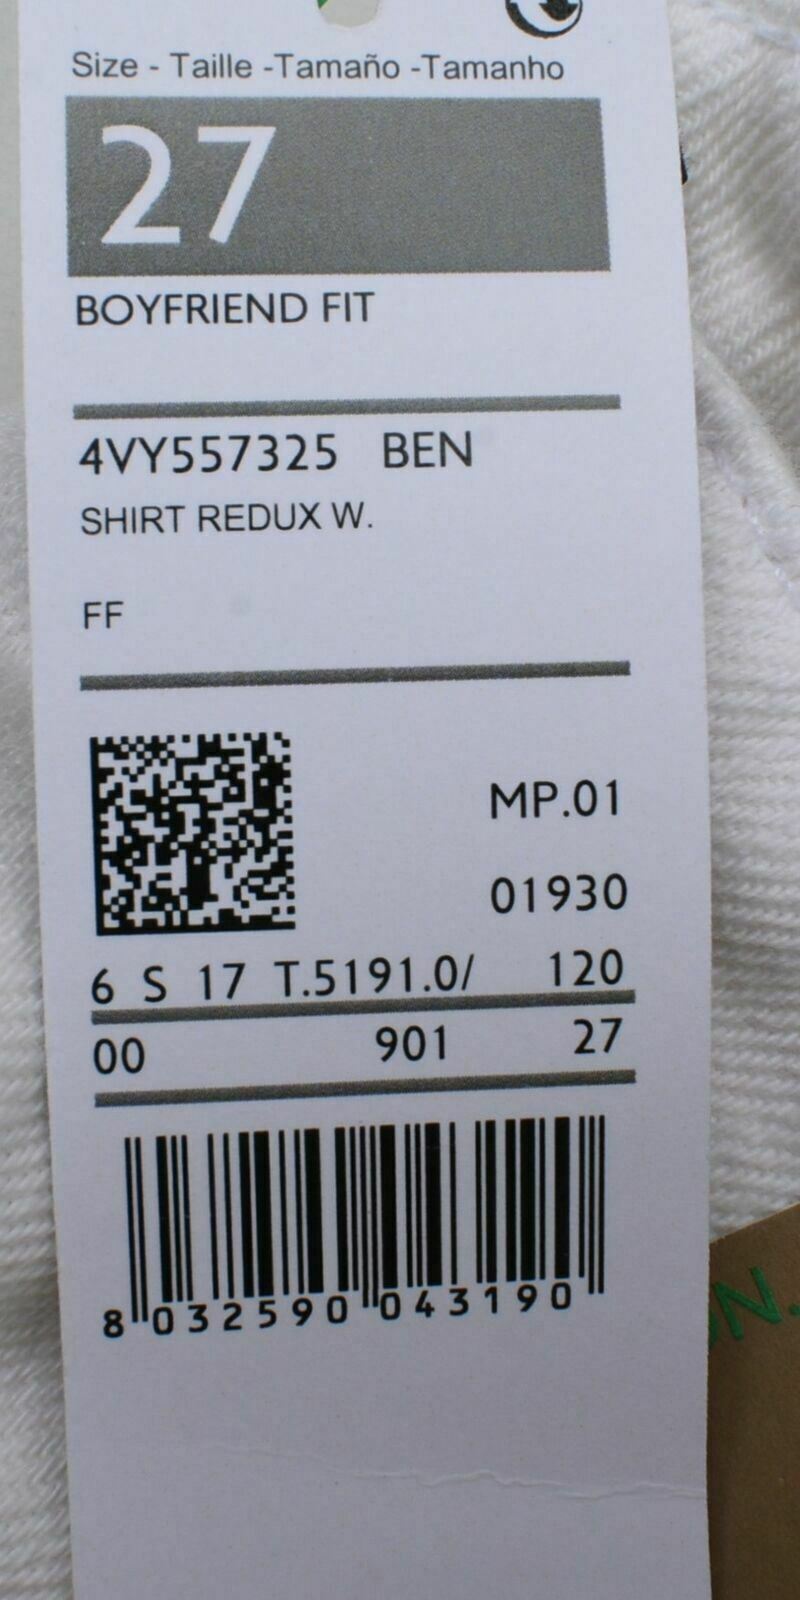 Size - Taille -Tamaño -Tamanho
27
BOYFRIEND FIT
4VY557325 BEN
SHIRT REDUX W.
FF
MP.01
01930
6 S 17 T.5191.0/ 120
00 901 27
8 032590 043190
N.